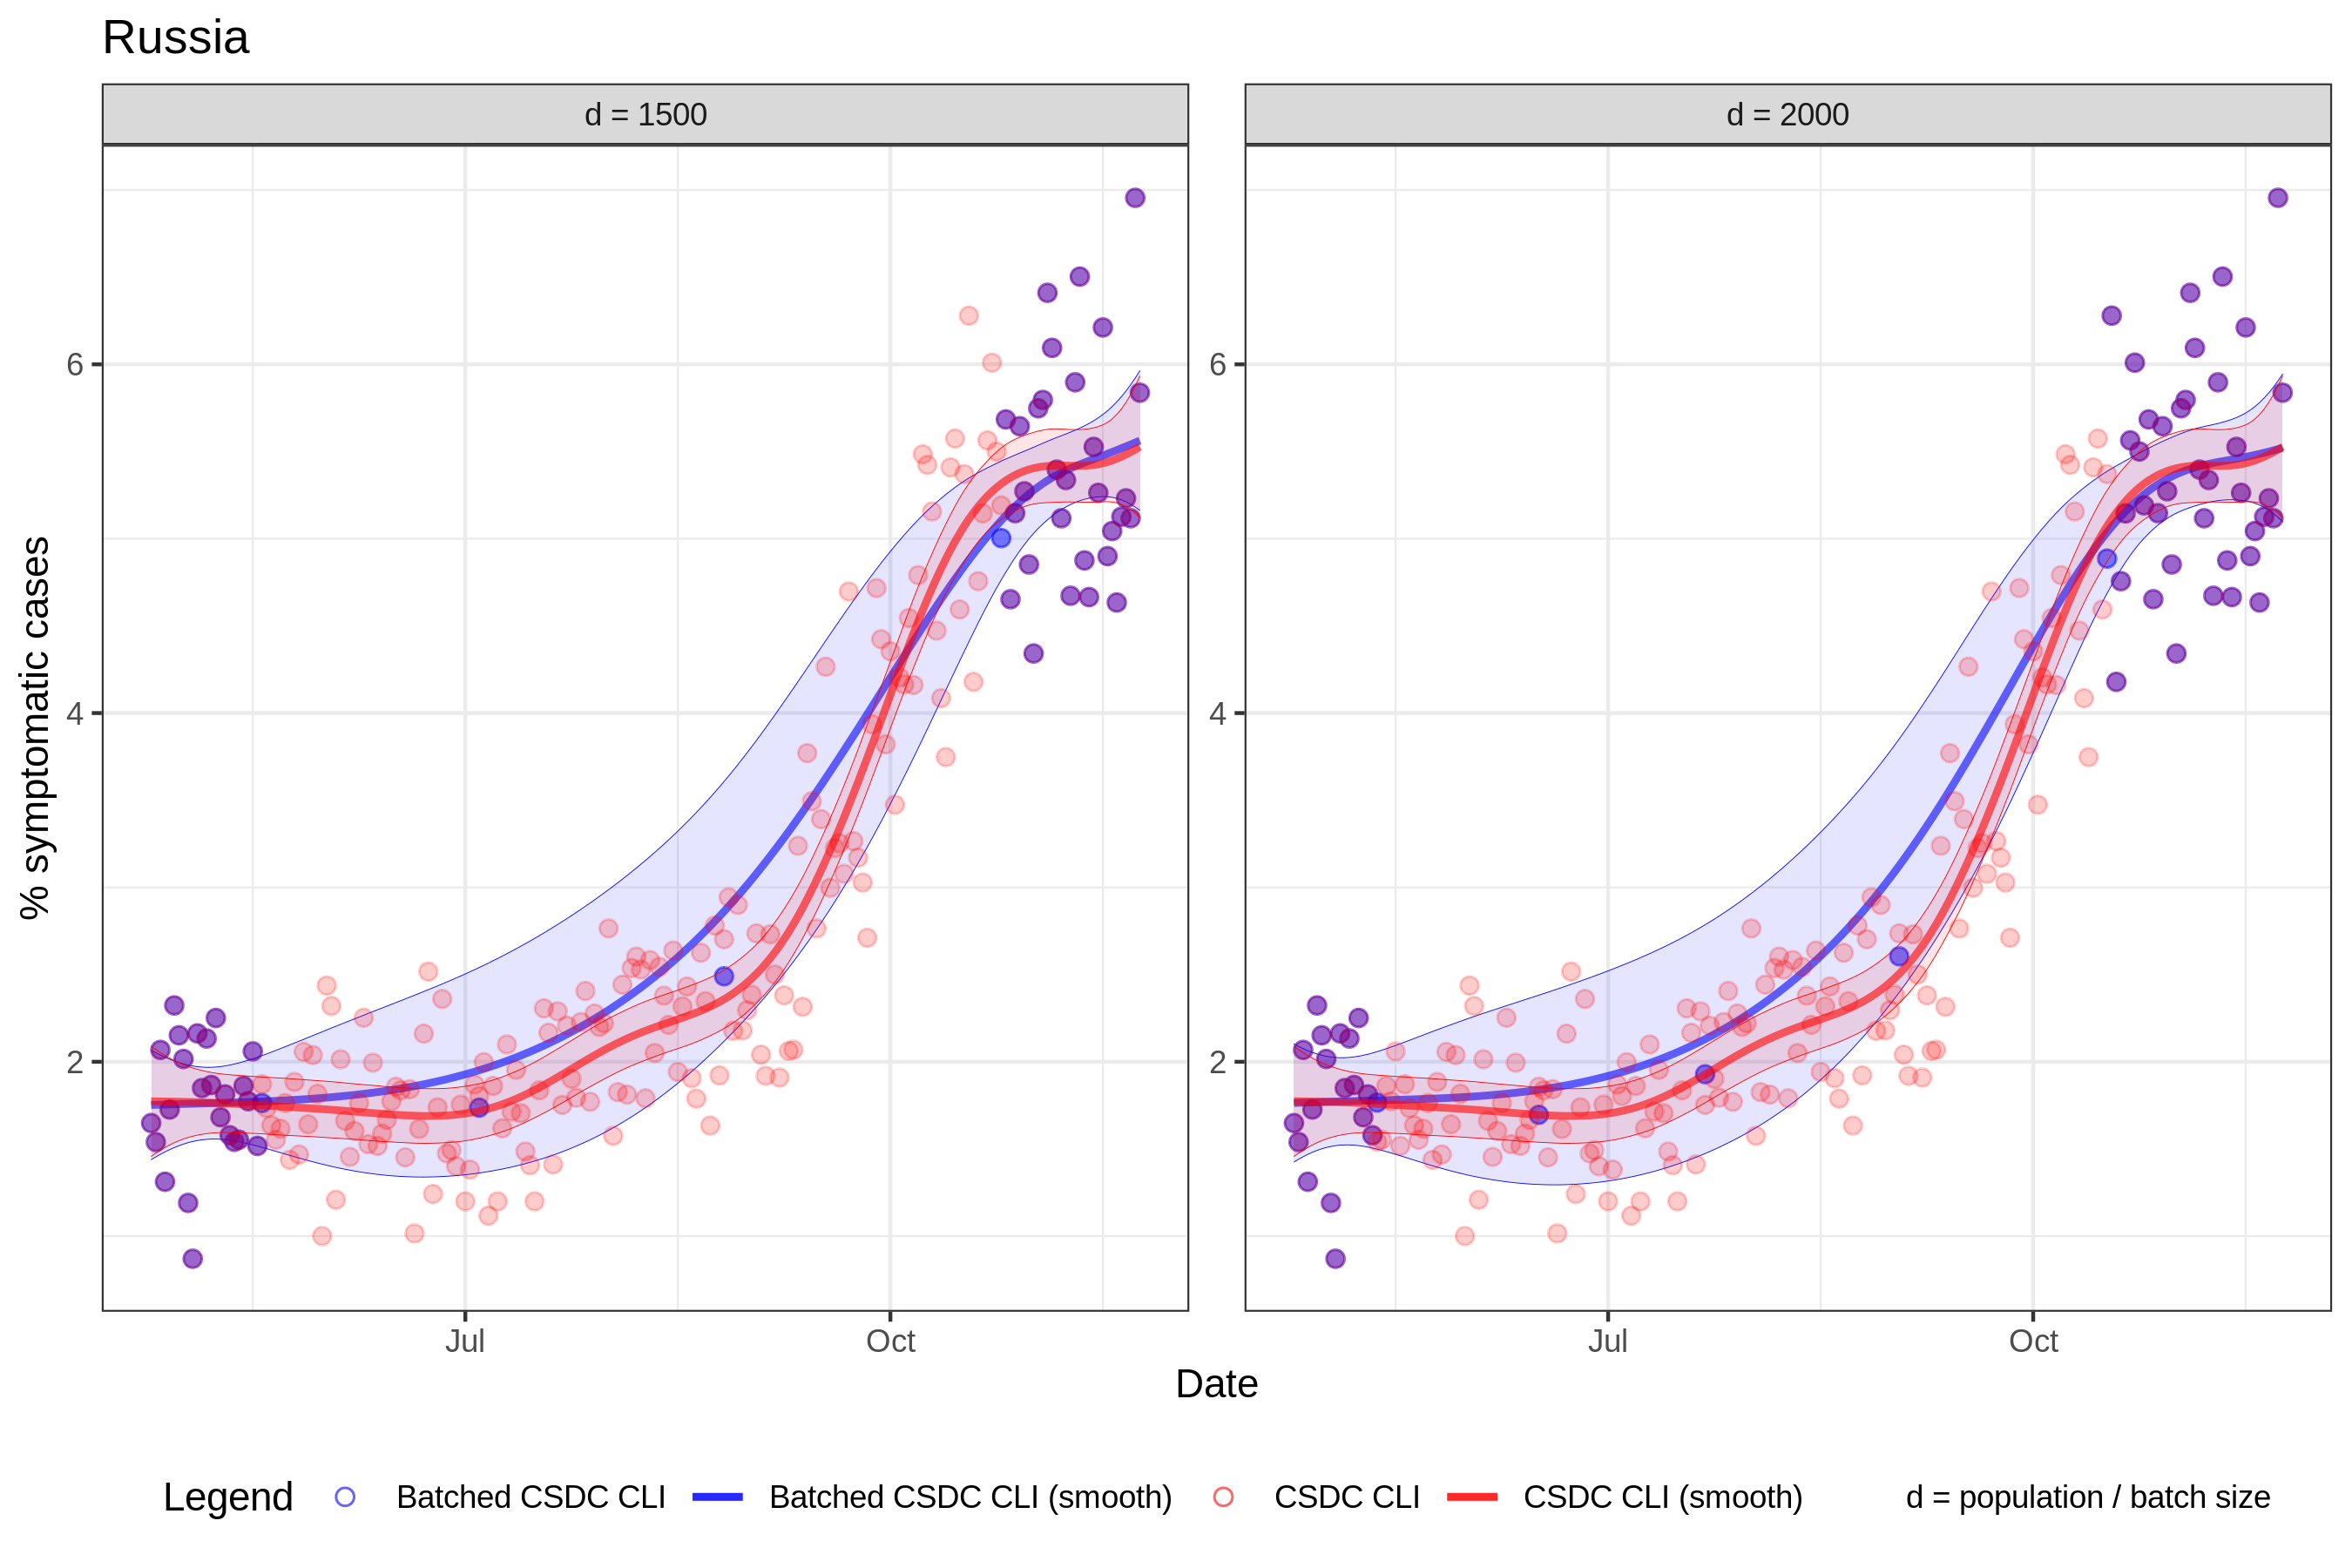 Russia
d = 1500
d = 2000
% symptomatic cases
6
4
2
6
4
2
Jul
Oct
Jul
Oct
Date
Legend
Batched CSDC CLI
Batched CSDC CLI (smooth)
CSDC CLI
CSDC CLI (smooth)
d = population / batch size